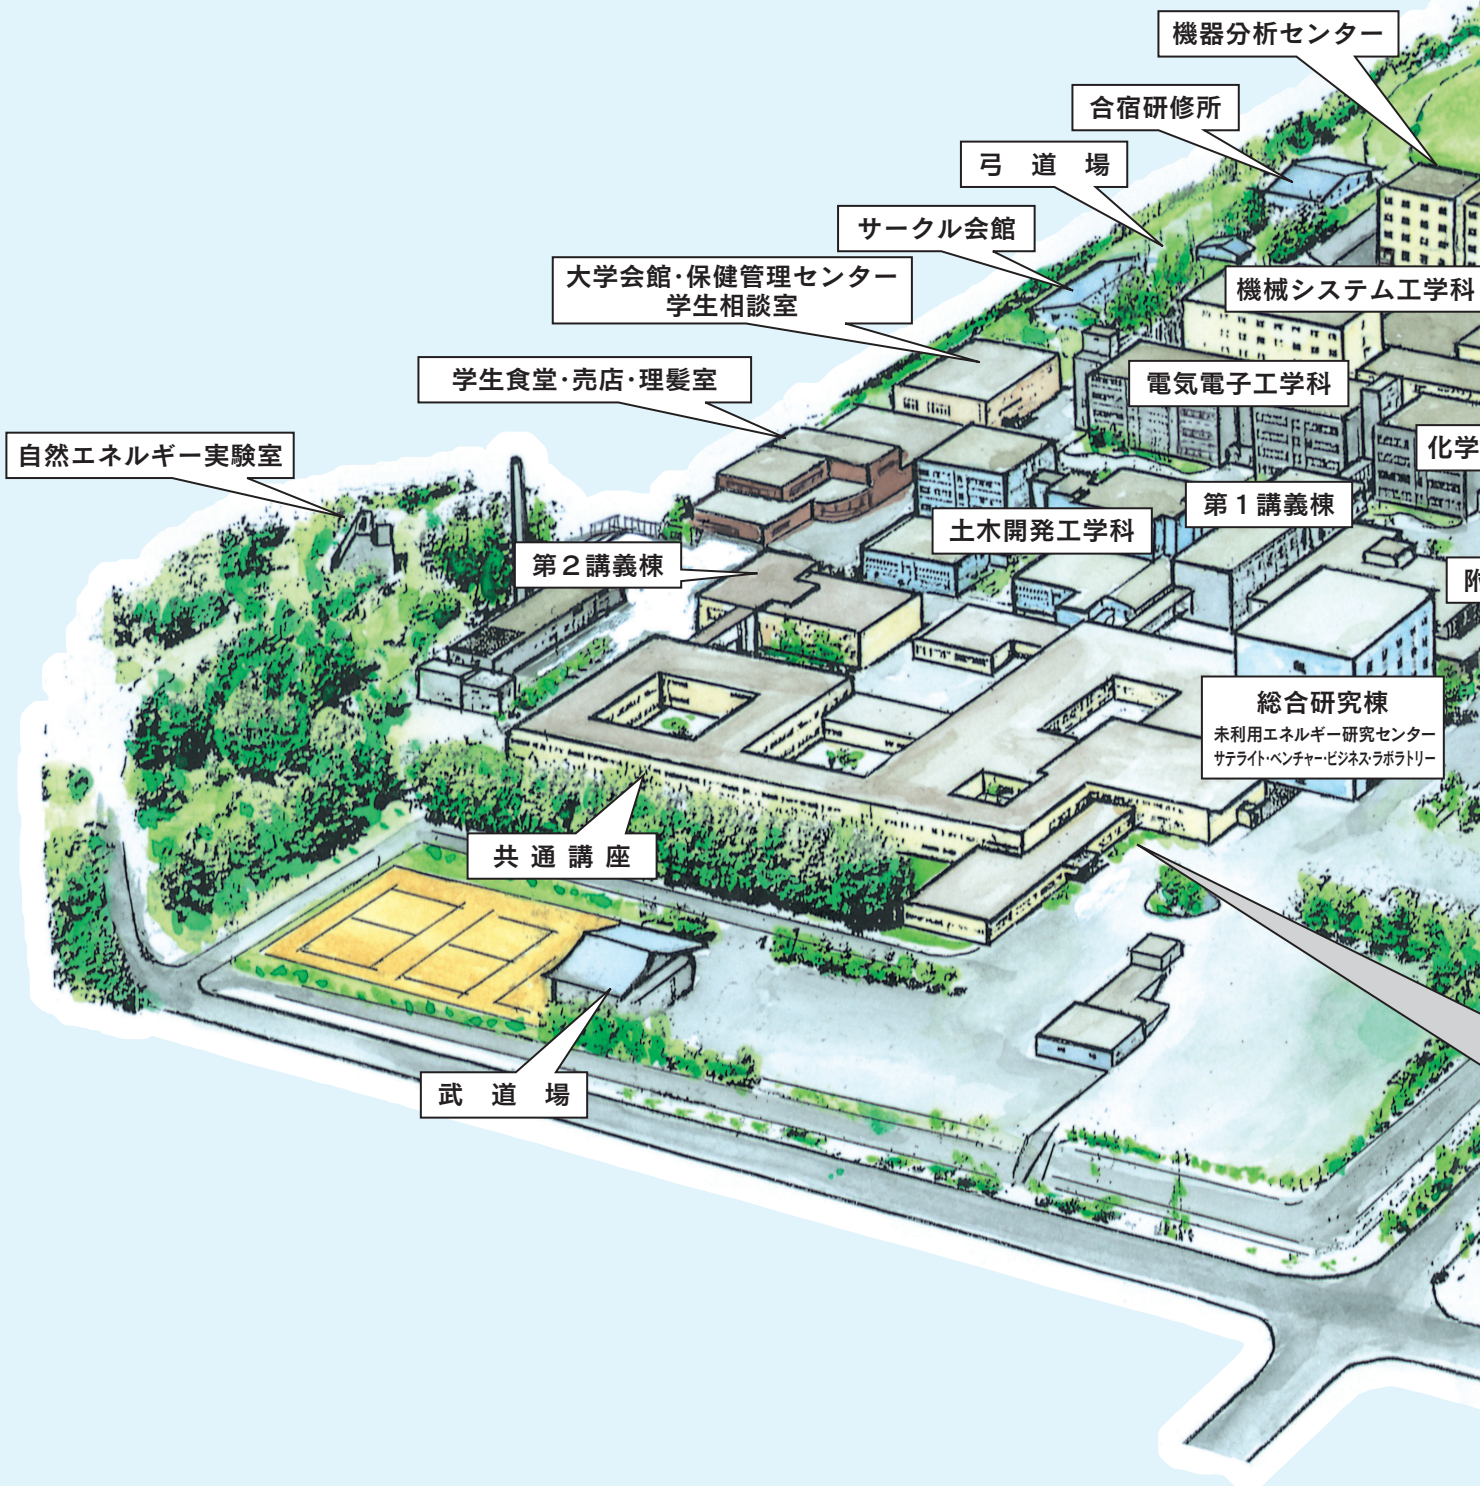 機器分析センター
合宿研修所
弓　道　場
サークル会館
大学会館･保健管理センター
学生相談室
機械システム工学科
学生食堂･売店･理髪室
電気電子工学科
自然エネルギー実験室
化学
第１講義棟
土木開発工学科
第２講義棟
附
総合研究棟
未利用エネルギー研究センター
サテライト･ベンチャー･ビジネス･ラボラトリー
共 通 講 座
武　道　場